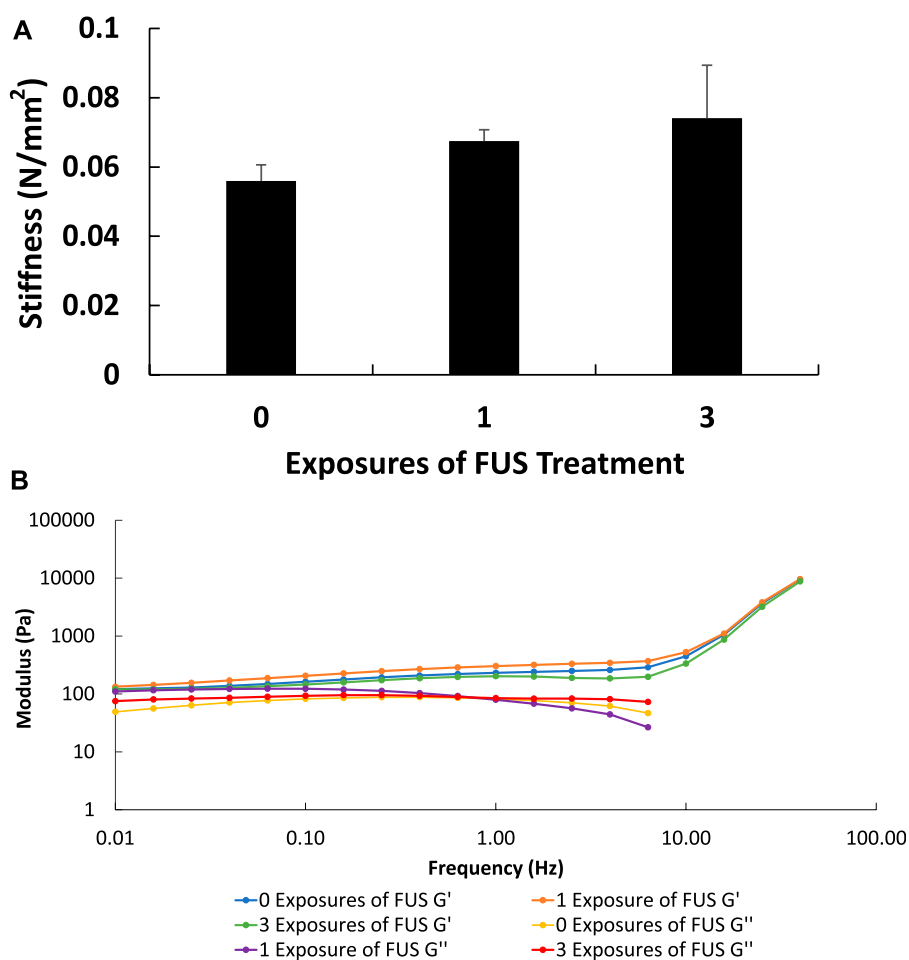 A
Stiffness (N/mm²)
0.1
0.08
0.06
0.04
0.02
0
0 1 3
Exposures of FUS Treatment
B
Modulus (Pa)
100000
10000
1000
100
10
1
0.01 0.10 1.00 10.00 100.00
Frequency (Hz)
0 Exposures of FUS G' 1 Exposure of FUS G'
3 Exposures of FUS G' 0 Exposures of FUS G''
1 Exposure of FUS G'' 3 Exposures of FUS G''